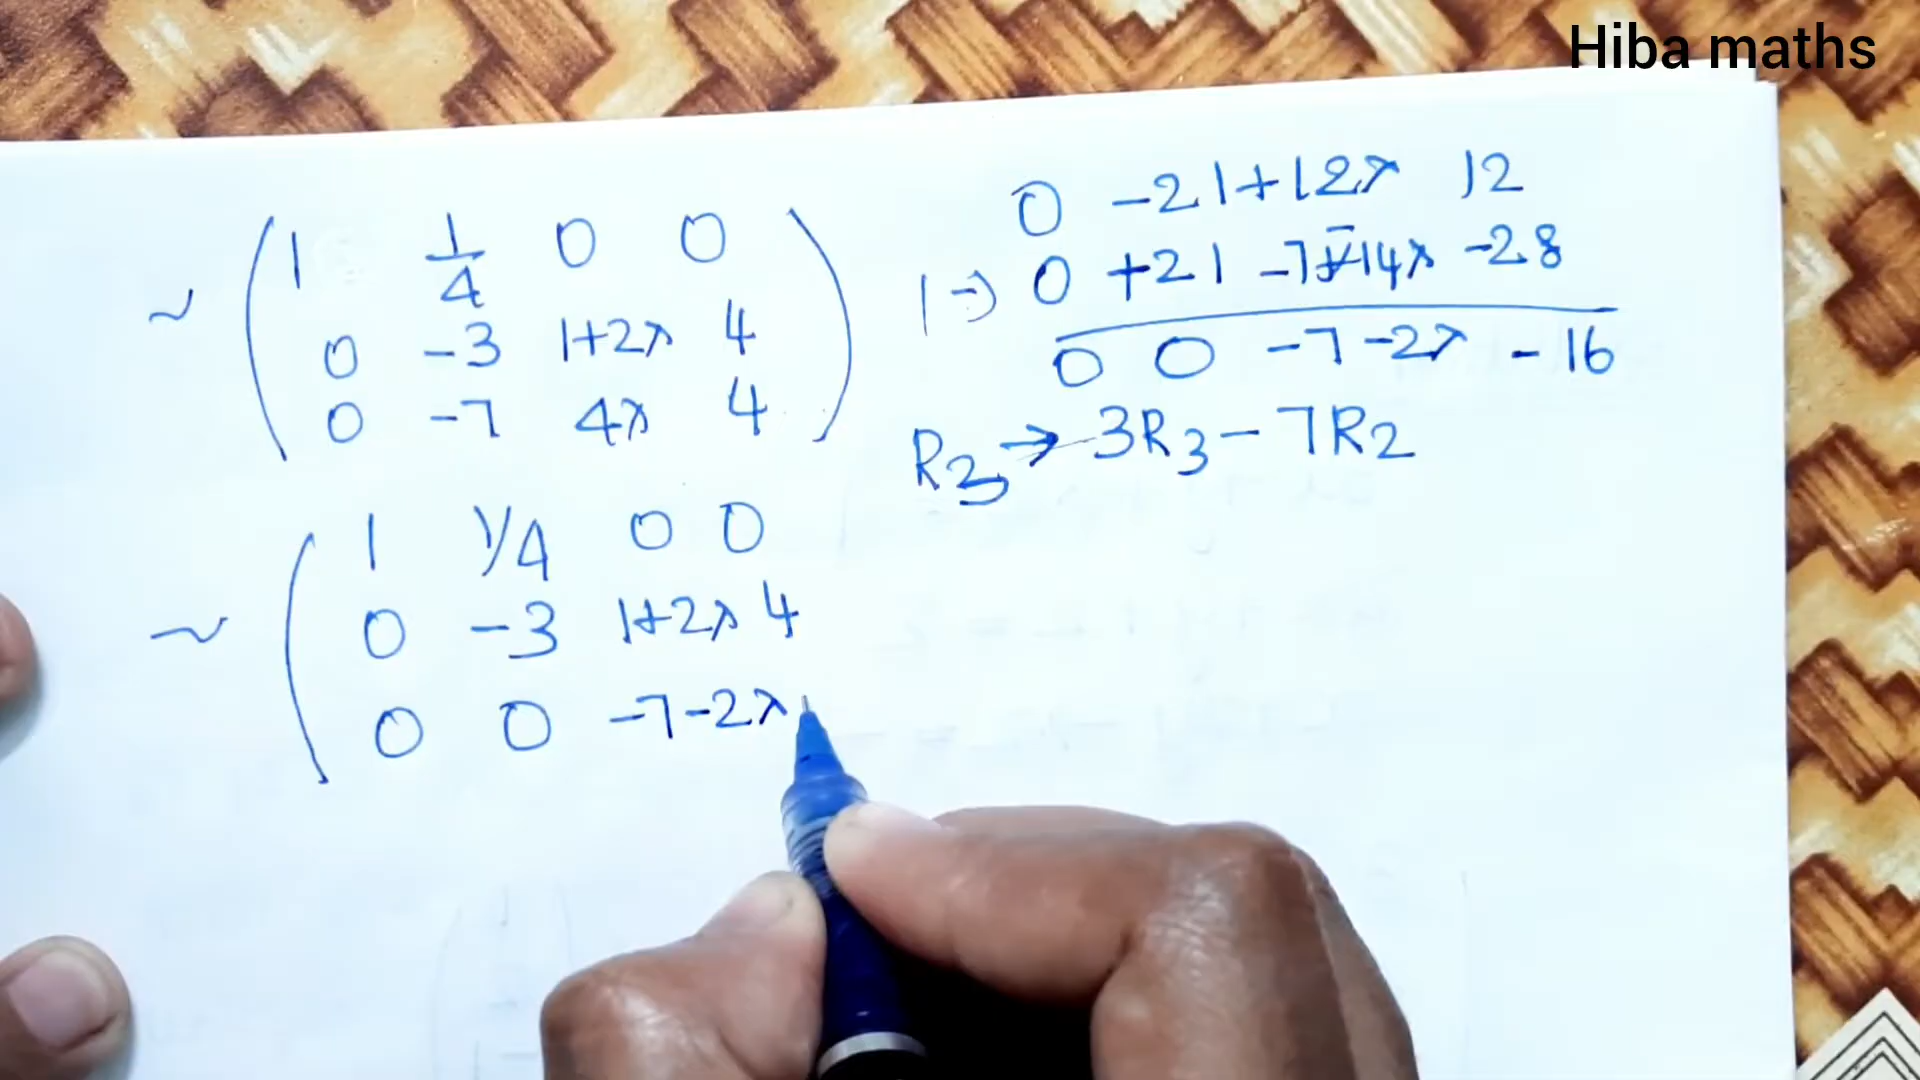 Hiba maths
~ ( 1 1/4 0 0 )
0 -3 1+2λ 4
0 -7 4λ 4
0 -21 +12λ 12
1 -) 0 +21 -7 -14λ -28
0 0 -7-2λ -16
R3 → 3R3 - 7R2
~ ( 1 1/4 0 0
0 -3 1+2λ 4
0 0 -7-2λ